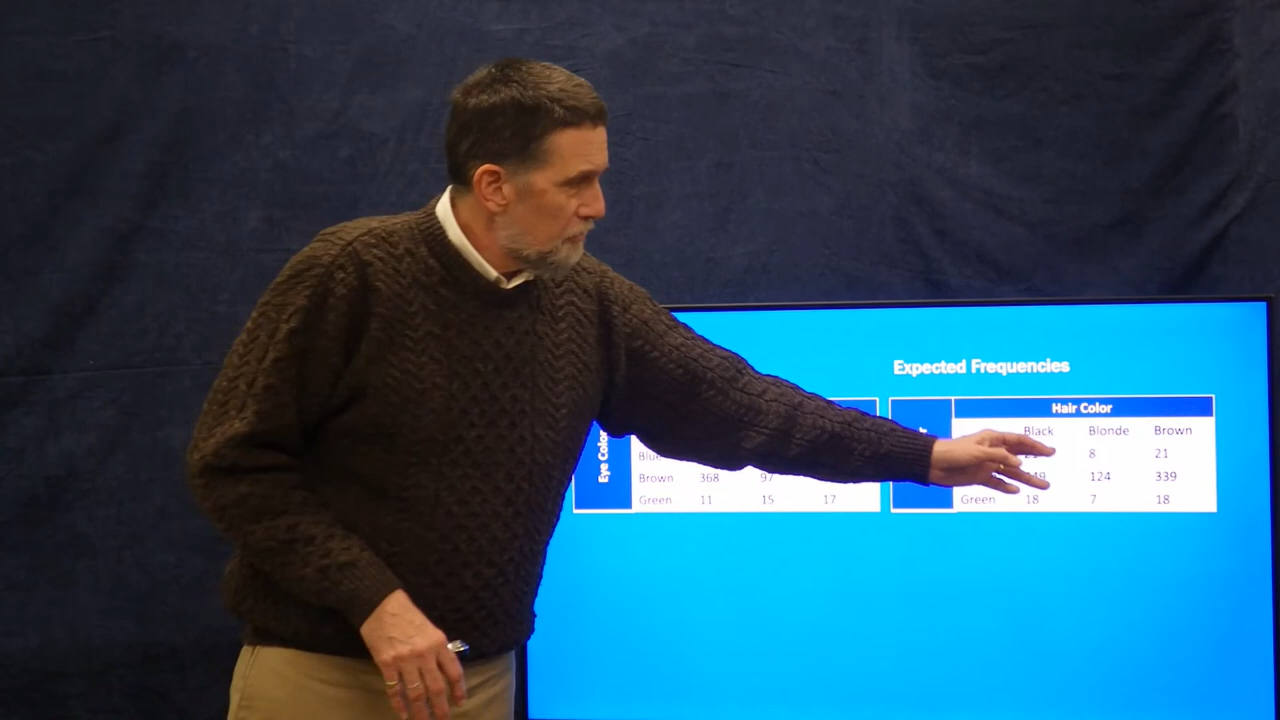 Expected Frequencies
Hair Color
Eye Color
Black Blonde Brown
Blue
8 21
Brown 368 97
124 339
Green 11 15 17
Green 18 7 18